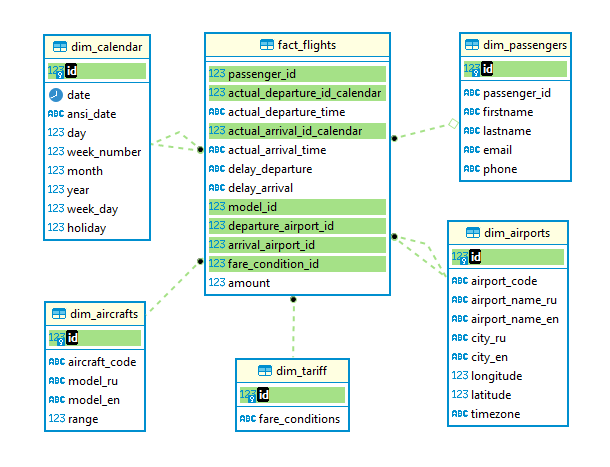 dim_calendar
123 id
date
ABC ansi_date
123 day
123 week_number
123 month
123 year
123 week_day
123 holiday
fact_flights
123 passenger_id
123 actual_departure_id_calendar
ABC actual_departure_time
123 actual_arrival_id_calendar
ABC actual_arrival_time
ABC delay_departure
ABC delay_arrival
123 model_id
123 departure_airport_id
123 arrival_airport_id
123 fare_condition_id
123 amount
dim_passengers
123 id
ABC passenger_id
ABC firstname
ABC lastname
ABC email
ABC phone
dim_airports
123 id
ABC airport_code
ABC airport_name_ru
ABC airport_name_en
ABC city_ru
ABC city_en
123 longitude
123 latitude
ABC timezone
dim_aircrafts
123 id
ABC aircraft_code
ABC model_ru
ABC model_en
123 range
dim_tariff
123 id
ABC fare_conditions